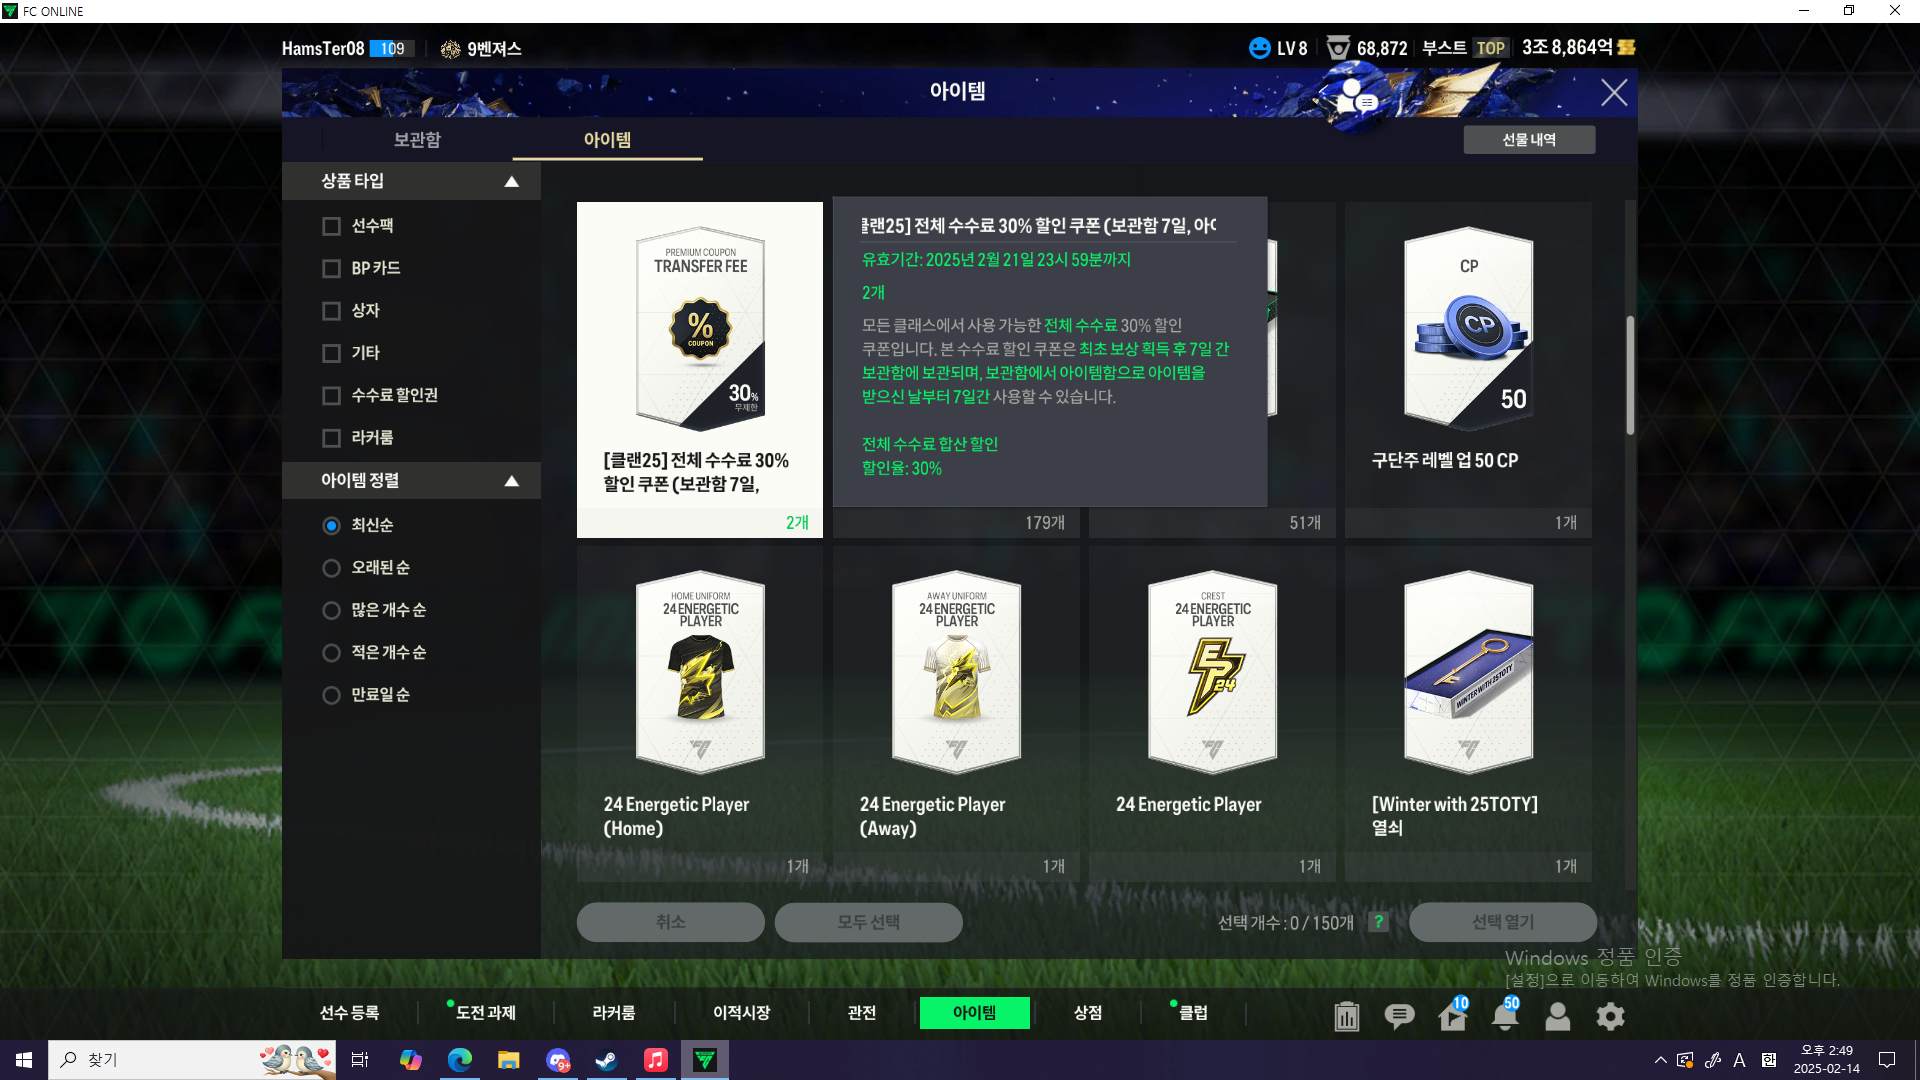 FC ONLINE
HamsTer08 109 9벤져스
LV 8 68,872 부스트 TOP 3조 8,864억
아이템
보관함 아이템 선물 내역
상품 타입
선수팩
BP 카드
상자
기타
수수료 할인권
라커룸
아이템 정렬
최신순
오래된 순
많은 개수 순
적은 개수 순
만료일 순
PREMIUM COUPON
TRANSFER FEE
%
COUPON
30%
무제한
[클랜25] 전체 수수료 30%
할인 쿠폰 (보관함 7일,
2개
클랜25] 전체 수수료 30% 할인 쿠폰 (보관함 7일, 아이
유효기간: 2025년 2월 21일 23시 59분까지
2개
모든 클래스에서 사용 가능한 전체 수수료 30% 할인
쿠폰입니다. 본 수수료 할인 쿠폰은 최초 보상 획득 후 7일 간
보관함에 보관되며, 보관함에서 아이템함으로 아이템을
받으신 날부터 7일간 사용할 수 있습니다.
전체 수수료 합산 할인
할인율: 30%
179개
51개
CP
CP
50
구단주 레벨 업 50 CP
1개
HOME UNIFORM
24 ENERGETIC
PLAYER
24 Energetic Player
(Home)
1개
AWAY UNIFORM
24 ENERGETIC
PLAYER
24 Energetic Player
(Away)
1개
CREST
24 ENERGETIC
PLAYER
EP24
24 Energetic Player
1개
WINTER WITH 25TOTY
[Winter with 25TOTY]
열쇠
1개
취소 모두 선택 선택 개수 : 0 / 150개 ? 선택 열기
Windows 정품 인증
[설정]으로 이동하여 Windows를 정품 인증합니다.
선수 등록 도전 과제 라커룸 이적시장 관전 아이템 상점 클럽 10 50
찾기
9+
A 한
오후 2:49
2025-02-14